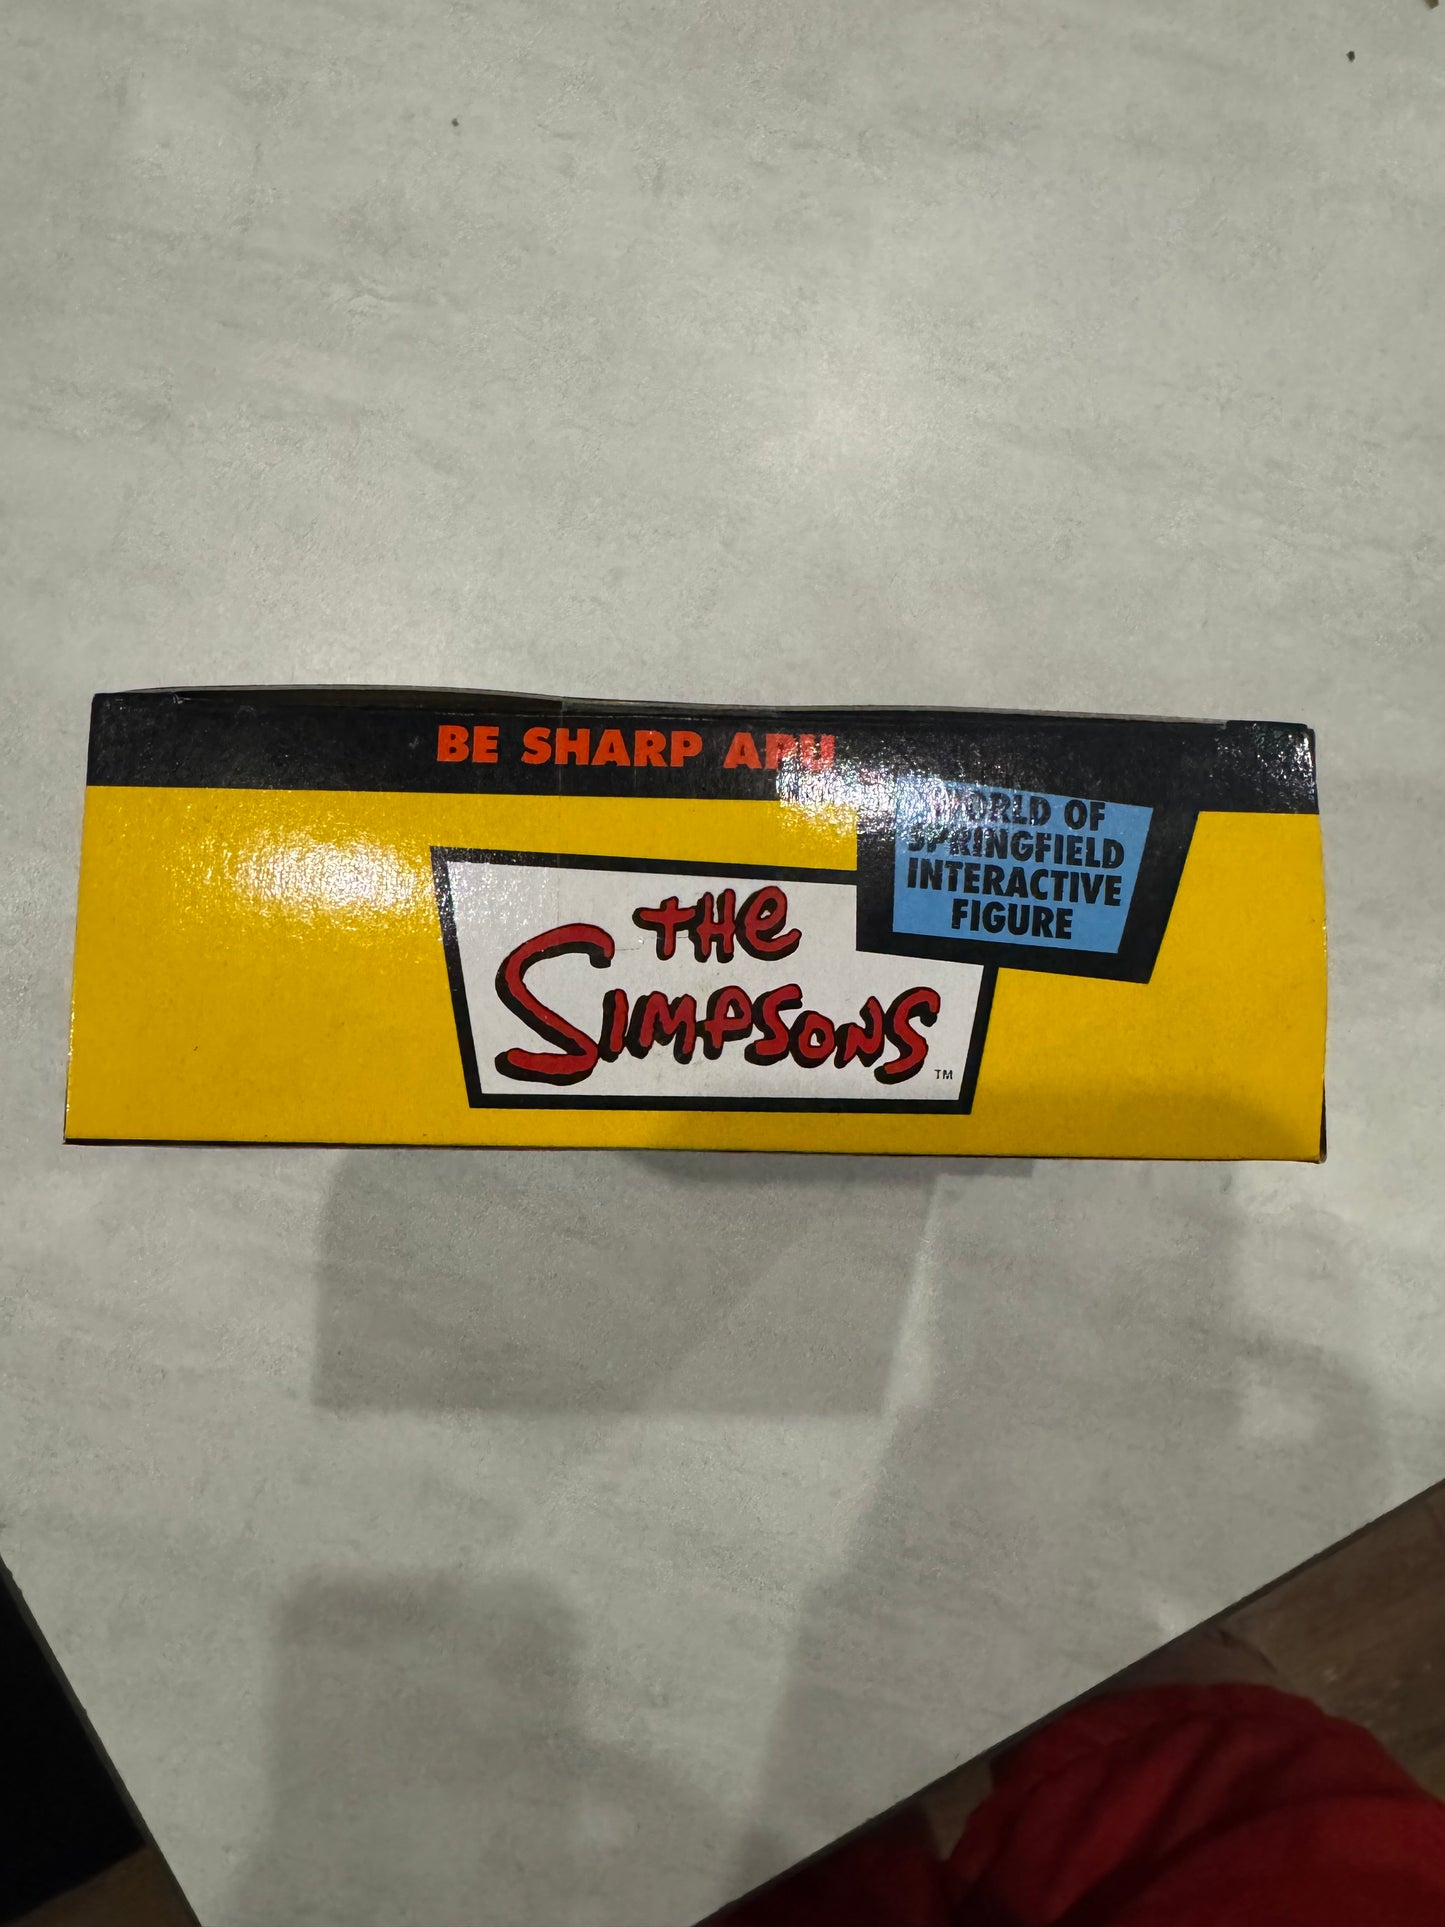 BE SHARP APU
WORLD OF
SPRINGFIELD
INTERACTIVE
FIGURE
THE
SIMPSONS
TM